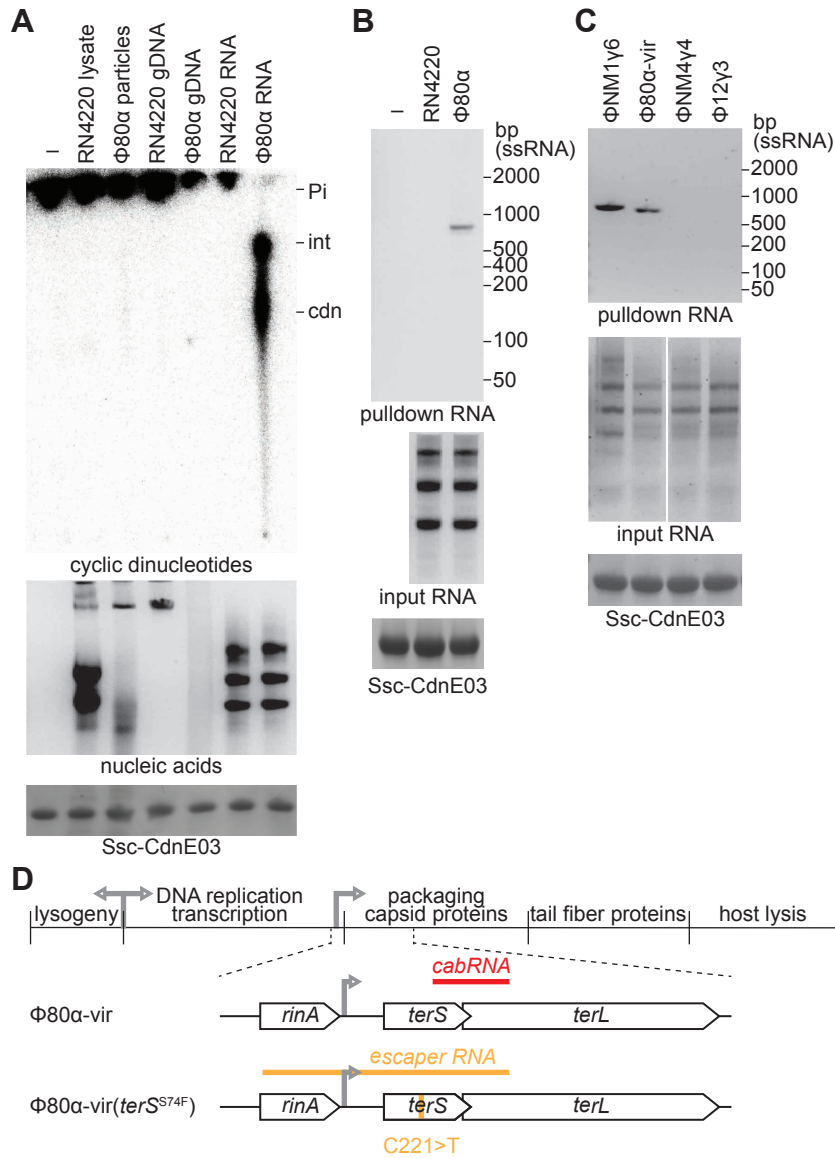 A
–
RN4220 lysate
Φ80α particles
RN4220 gDNA
Φ80α gDNA
RN4220 RNA
Φ80α RNA
Pi
int
cdn
cyclic dinucleotides
nucleic acids
Ssc-CdnE03
B
–
RN4220
Φ80α
bp
(ssRNA)
2000
1000
500
400
200
100
50
pulldown RNA
input RNA
Ssc-CdnE03
C
ΦNM1γ6
Φ80α-vir
ΦNM4γ4
Φ12γ3
bp
(ssRNA)
2000
1000
500
200
100
50
pulldown RNA
input RNA
Ssc-CdnE03
D
lysogeny
DNA replication
transcription
packaging
capsid proteins
tail fiber proteins
host lysis
cabRNA
Φ80α-vir
rinA
terS
terL
escaper RNA
Φ80α-vir(terS^S74F)
rinA
terS
terL
C221>T